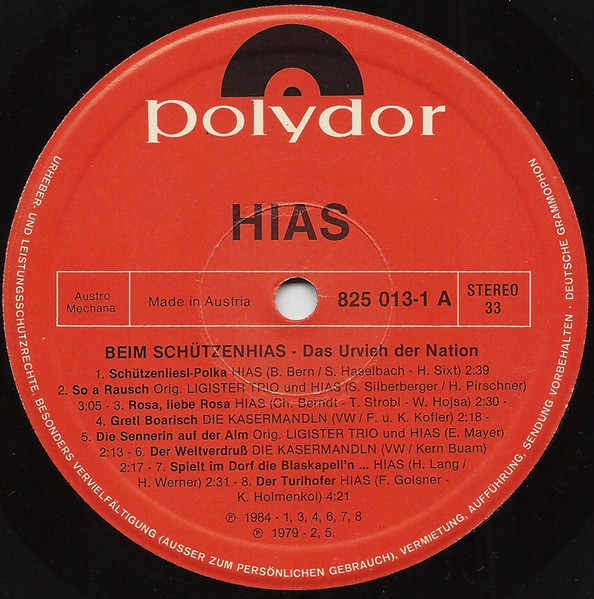 polydor
HIAS
Austro
Mechana
Made in Austria
825 013-1 A
STEREO
33
BEIM SCHÜTZENHIAS - Das Urvieh der Nation
1. Schützenliesl-Polka HIAS (B. Bern / S. Haselbach - H. Sixt) 2:39
2. So a Rausch Orig. LIGISTER TRIO und HIAS (S. Silberberger / H. Pirschner)
3:05 - 3. Rosa, liebe Rosa HIAS (Ch. Berndt - T. Strobl - W. Hojsa) 2:30 -
4. Gretl Boarisch DIE KASERMANDLN (VW / F. u. K. Kofler) 2:18 -
5. Die Sennerin auf der Alm Orig. LIGISTER TRIO und HIAS (E. Mayer)
2:13 - 6. Der Weltverdruß DIE KASERMANDLN (VW / Kern Buam)
2:17 - 7. Spielt im Dorf die Blaskapell'n ... HIAS (H. Lang /
H. Werner) 2:31 - 8. Der Turlhofer HIAS (F. Golsner -
K. Holmenkol) 4:21
℗ 1984 - 1, 3, 4, 6, 7, 8
℗ 1979 - 2, 5.
URHEBER- UND LEISTUNGSSCHUTZRECHTE, BESONDERS VERVIELFÄLTIGUNG (AUSSER ZUM PERSÖNLICHEN GEBRAUCH), VERMIETUNG, AUFFÜHRUNG, SENDUNG VORBEHALTEN · DEUTSCHE GRAMMOPHON